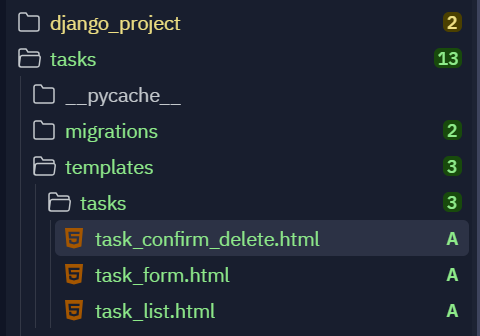 django_project 2
tasks 13
__pycache__
migrations 2
templates 3
tasks 3
task_confirm_delete.html A
task_form.html A
task_list.html A